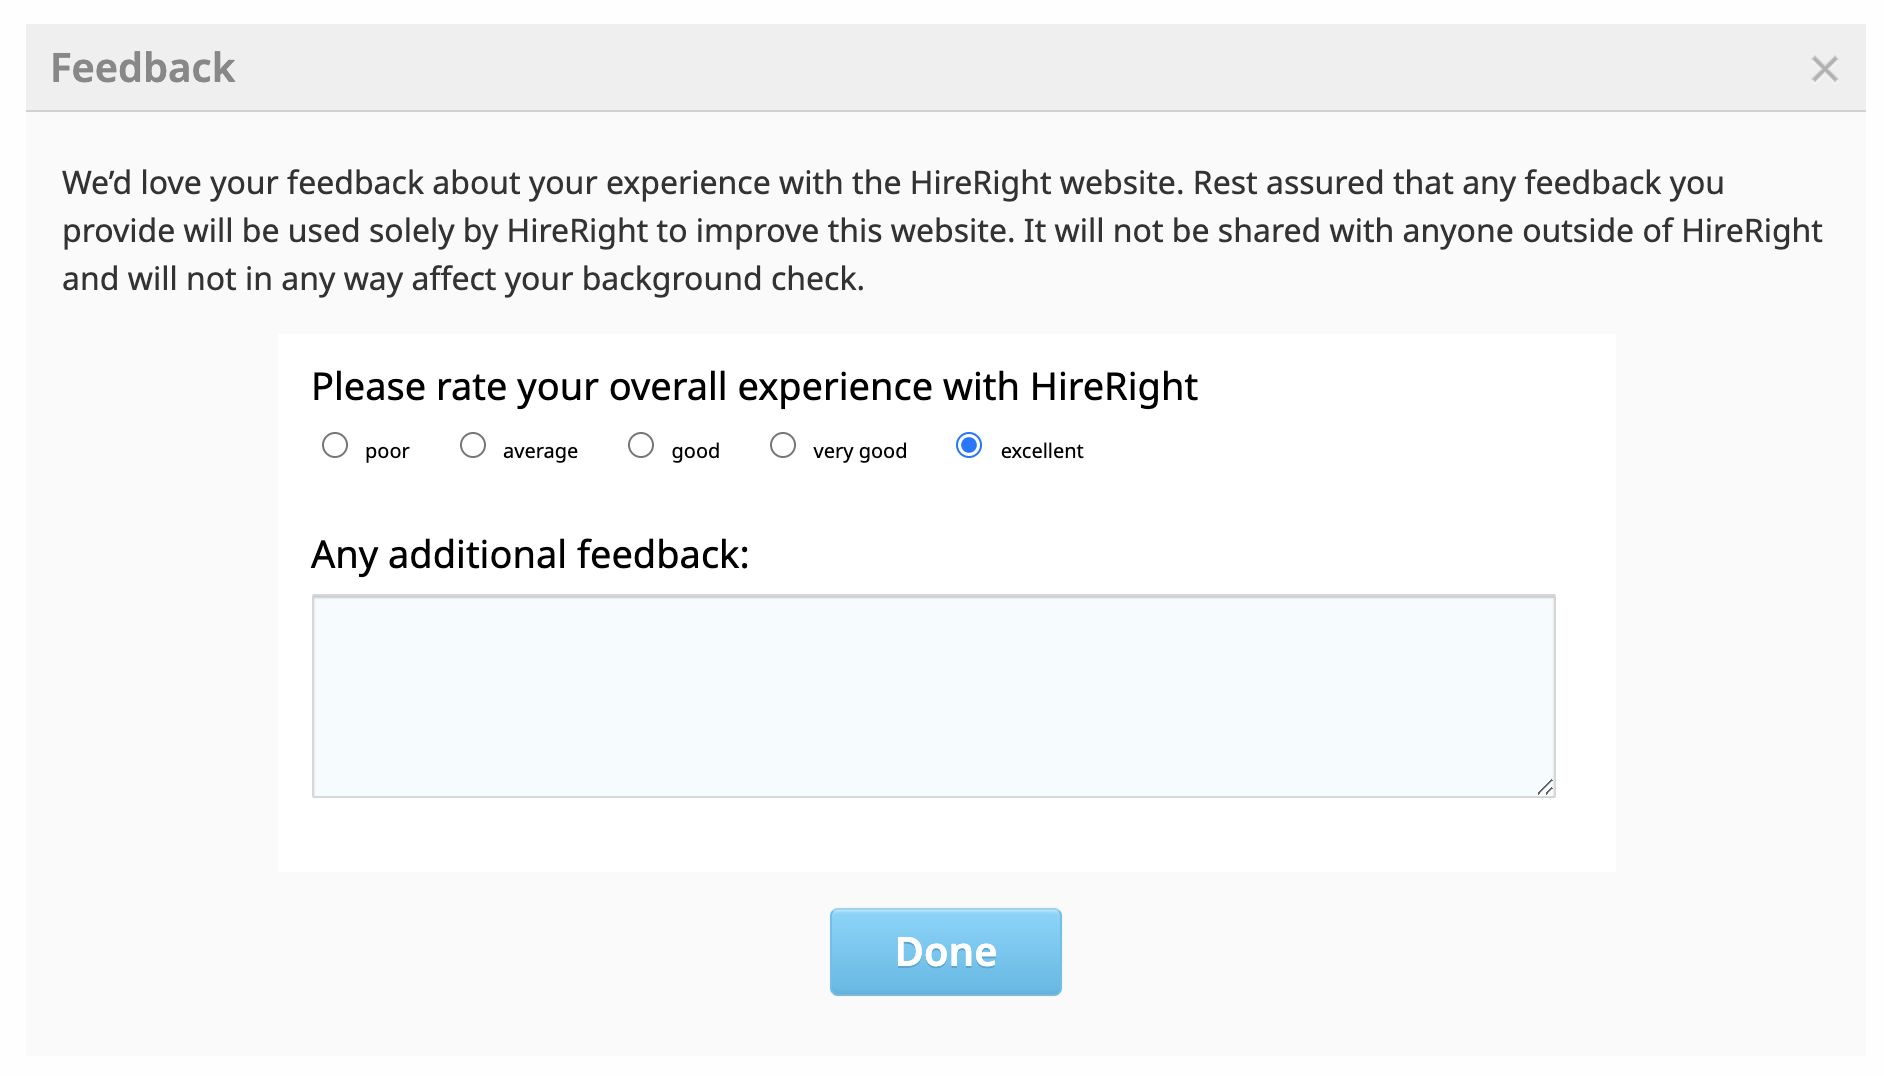 Feedback
We’d love your feedback about your experience with the HireRight website. Rest assured that any feedback you
provide will be used solely by HireRight to improve this website. It will not be shared with anyone outside of HireRight
and will not in any way affect your background check.
Please rate your overall experience with HireRight
poor average good very good excellent
Any additional feedback:
Done